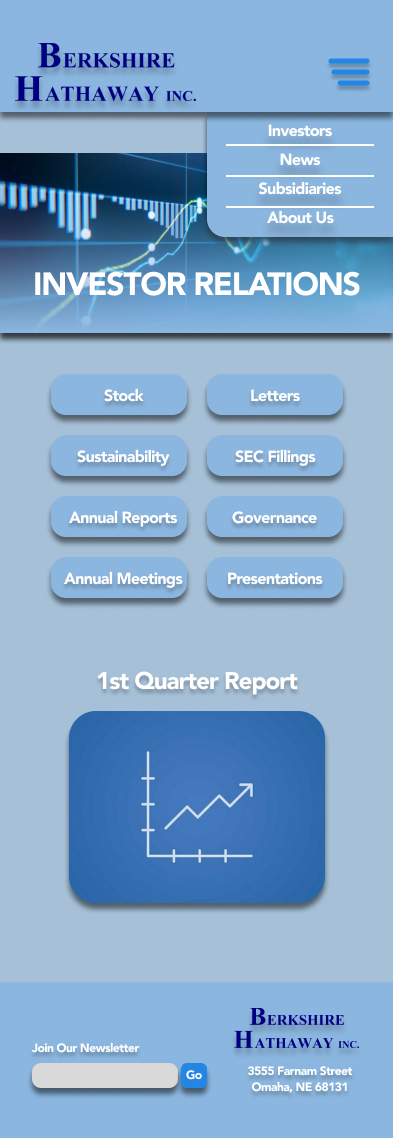 BERKSHIRE
HATHAWAY INC.
Investors
News
Subsidiaries
About Us
INVESTOR RELATIONS
Stock
Letters
Sustainability
SEC Fillings
Annual Reports
Governance
Annual Meetings
Presentations
1st Quarter Report
BERKSHIRE
HATHAWAY INC.
Join Our Newsletter
Go
3555 Farnam Street
Omaha, NE 68131